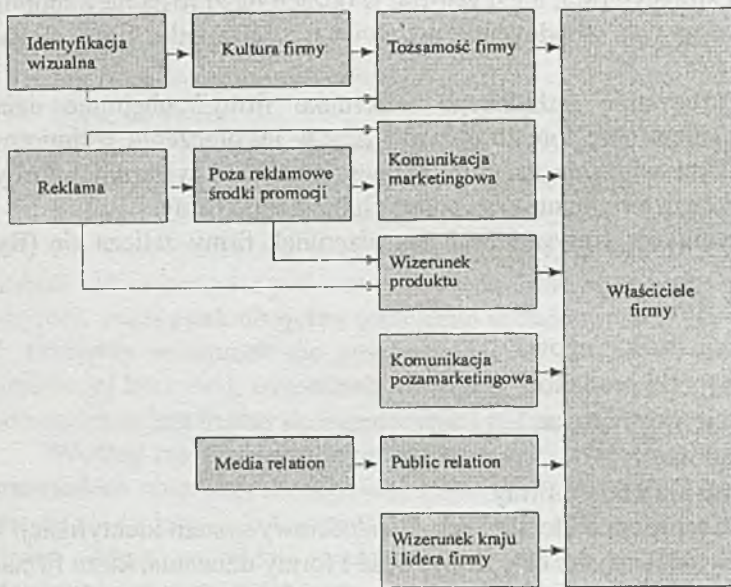 Identyfikacja
wizualna
Kultura firmy
Tożsamość firmy
Reklama
Poza reklamowe
środki promocji
Komunikacja
marketingowa
Wizerunek
produktu
Właściciele
firmy
Komunikacja
pozamarketingowa
Media relation
Public relation
Wizerunek kraju
i lidera firmy